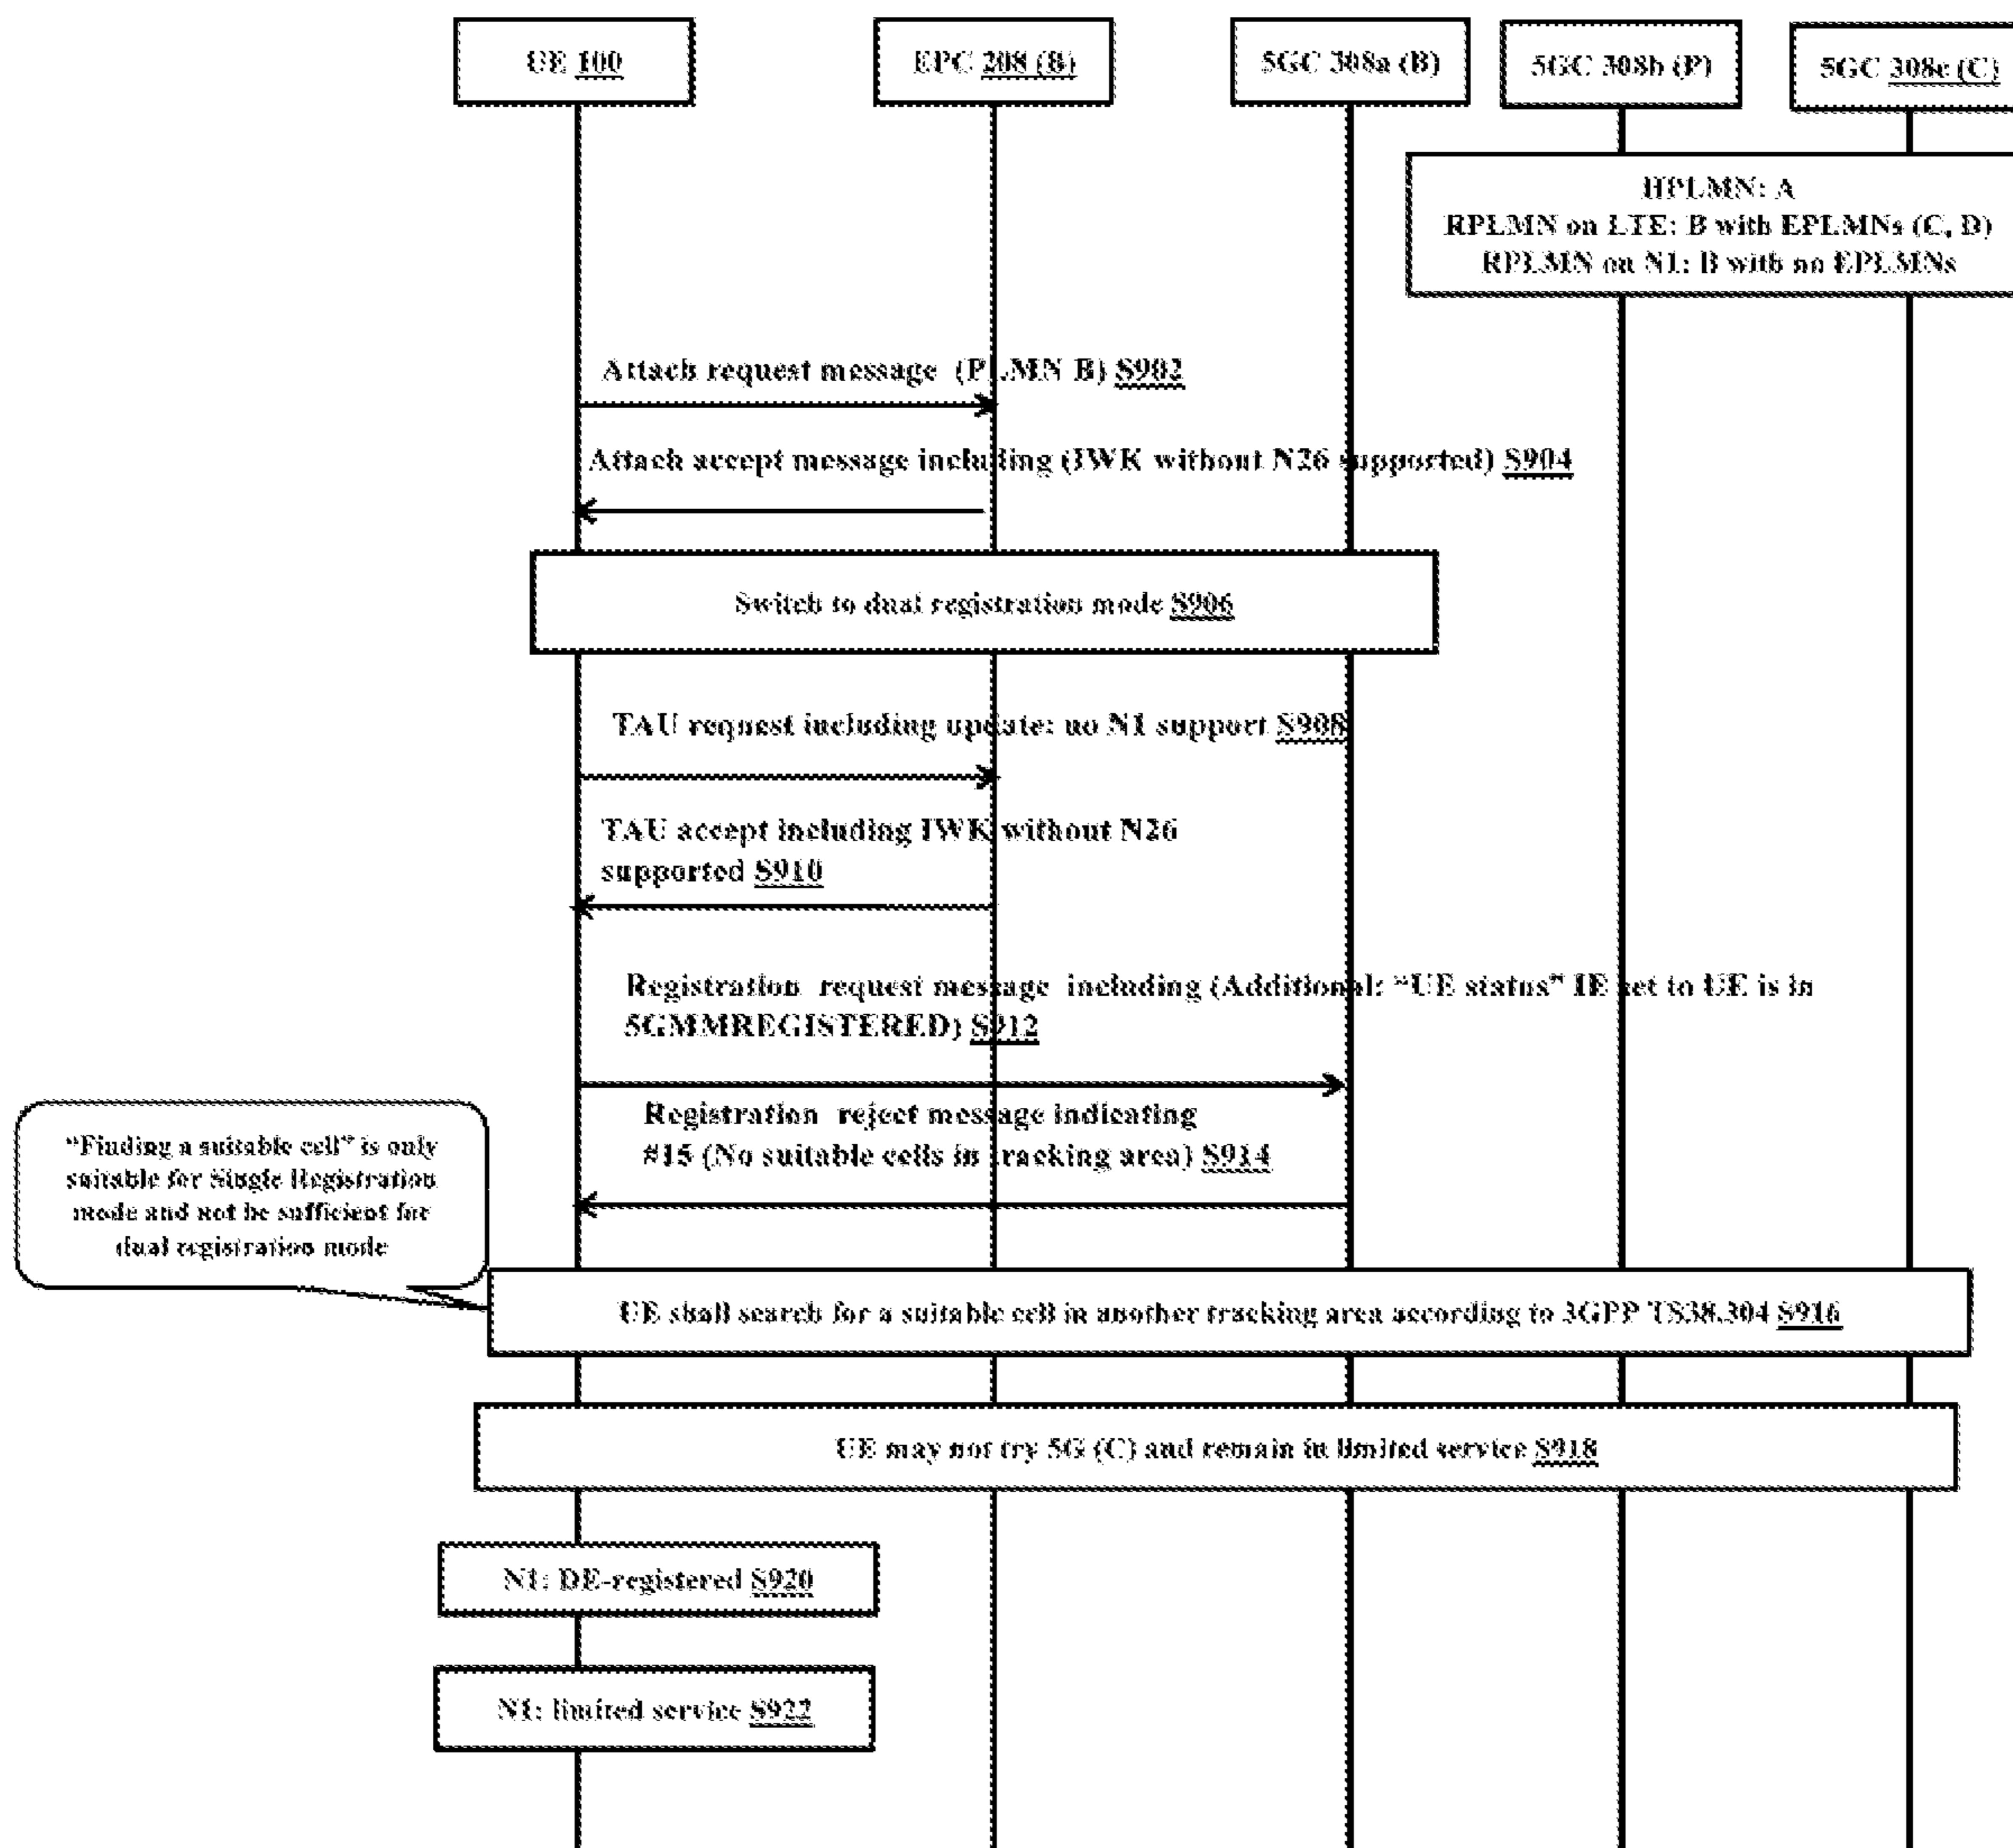 UE 100
EPC 208 (B)
5GC 308a (B)
5GC 308b (P)
5GC 308c (C)
HPLMN: A
RPLMN on LTE: B with EPLMNs (C, D)
RPLMN on N1: B with no EPLMNs
Attach request message (PLMN B) S902
Attach accept message including (IWK without N26 supported) S904
Switch to dual registration mode S906
TAU request including update: no N1 support S908
TAU accept including IWK without N26
supported S910
Registration request message including (Additional: "UE status" IE set to UE is in
5GMMREGISTERED) S912
Registration reject message indicating
#15 (No suitable cells in tracking area) S914
"Finding a suitable cell" is only
suitable for Single Registration
mode and not be sufficient for
dual registration mode
UE shall search for a suitable cell in another tracking area according to 3GPP TS38.304 S916
UE may not try 5G (C) and remain in limited service S918
N1: DE-registered S920
N1: limited service S922